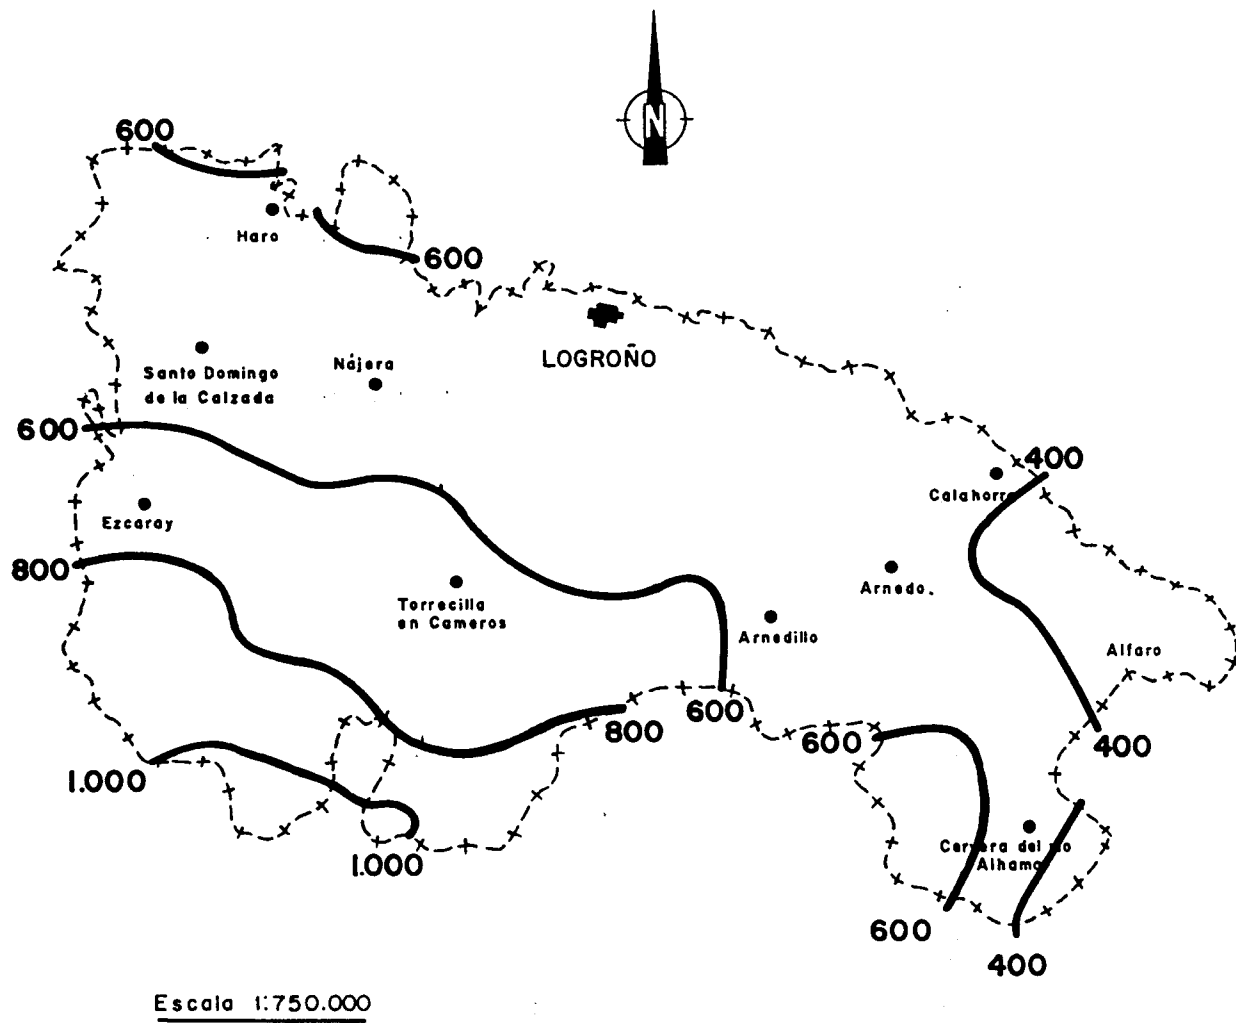 N
600
Haro
600
LOGROÑO
Santo Domingo
de la Calzada
Nájera
600
400
Calahorra
Ezcaray
800
Torrecilla
en Cameros
Arnedo.
Arnedillo
Alfaro
600
800
600
400
1.000
1.000
Cervera del rio
Alhama
600
400
Escala 1:750.000